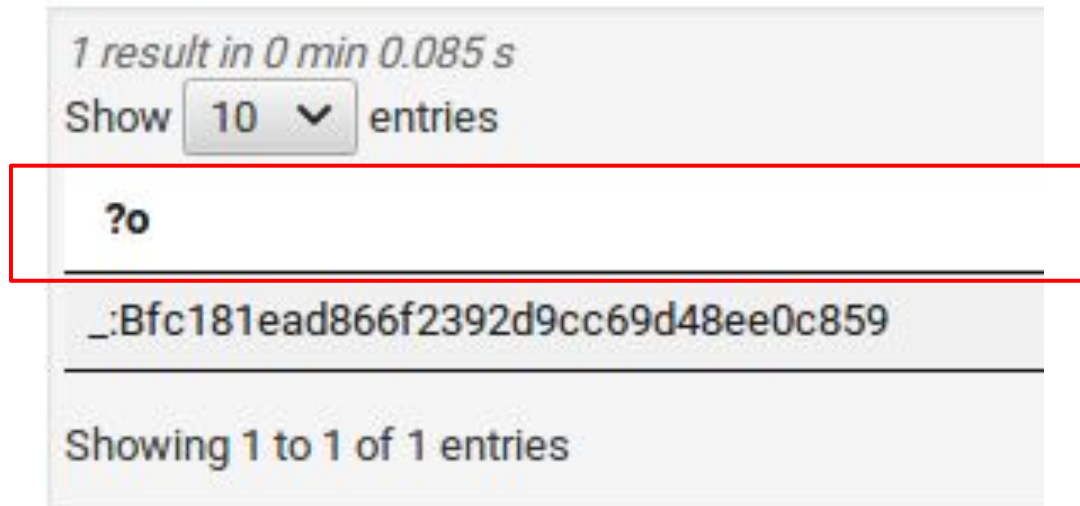 1 result in 0 min 0.085 s
Show 10 entries
?o
_:Bfc181ead866f2392d9cc69d48ee0c859
Showing 1 to 1 of 1 entries